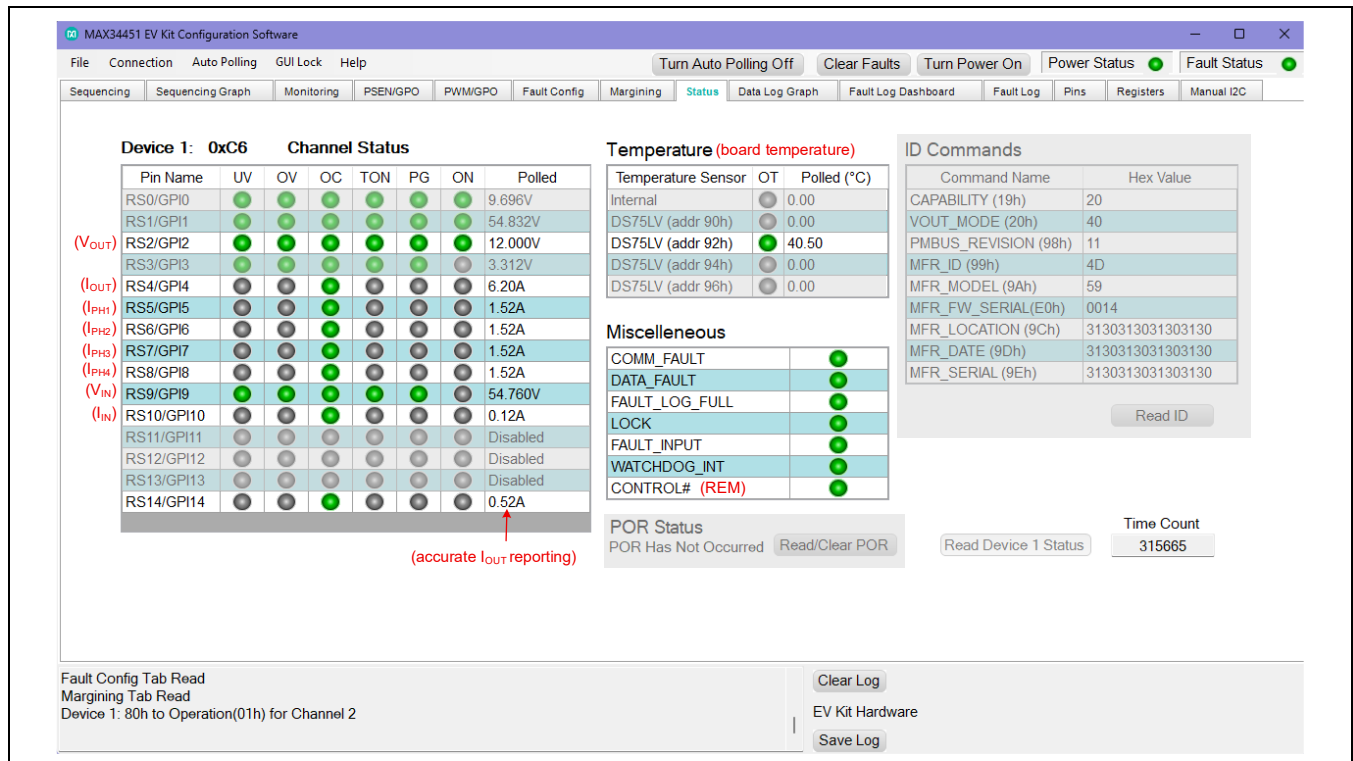 MAX34451 EV Kit Configuration Software
File Connection Auto Polling GUI Lock Help Turn Auto Polling Off Clear Faults Turn Power On Power Status Fault Status
Sequencing Sequencing Graph Monitoring PSEN/GPO PWM/GPO Fault Config Margining Status Data Log Graph Fault Log Dashboard Fault Log Pins Registers Manual I2C
Device 1: 0xC6 Channel Status
Pin Name UV OV OC TON PG ON Polled
RS0/GPI0 9.696V
RS1/GPI1 54.832V
(VOUT) RS2/GPI2 12.000V
RS3/GPI3 3.312V
(IOUT) RS4/GPI4 6.20A
(IPH1) RS5/GPI5 1.52A
(IPH2) RS6/GPI6 1.52A
(IPH3) RS7/GPI7 1.52A
(IPH4) RS8/GPI8 1.52A
(VIN) RS9/GPI9 54.760V
(IIN) RS10/GPI10 0.12A
RS11/GPI11 Disabled
RS12/GPI12 Disabled
RS13/GPI13 Disabled
RS14/GPI14 0.52A
(accurate IOUT reporting)
Temperature (board temperature)
Temperature Sensor OT Polled (°C)
Internal 0.00
DS75LV (addr 90h) 0.00
DS75LV (addr 92h) 40.50
DS75LV (addr 94h) 0.00
DS75LV (addr 96h) 0.00
Miscelleneous
COMM_FAULT
DATA_FAULT
FAULT_LOG_FULL
LOCK
FAULT_INPUT
WATCHDOG_INT
CONTROL# (REM)
POR Status
POR Has Not Occurred Read/Clear POR
ID Commands
Command Name Hex Value
CAPABILITY (19h) 20
VOUT_MODE (20h) 40
PMBUS_REVISION (98h) 11
MFR_ID (99h) 4D
MFR_MODEL (9Ah) 59
MFR_FW_SERIAL(E0h) 0014
MFR_LOCATION (9Ch) 3130313031303130
MFR_DATE (9Dh) 3130313031303130
MFR_SERIAL (9Eh) 3130313031303130
Read ID
Read Device 1 Status
Time Count
315665
Fault Config Tab Read
Margining Tab Read
Device 1: 80h to Operation(01h) for Channel 2
Clear Log
EV Kit Hardware
Save Log